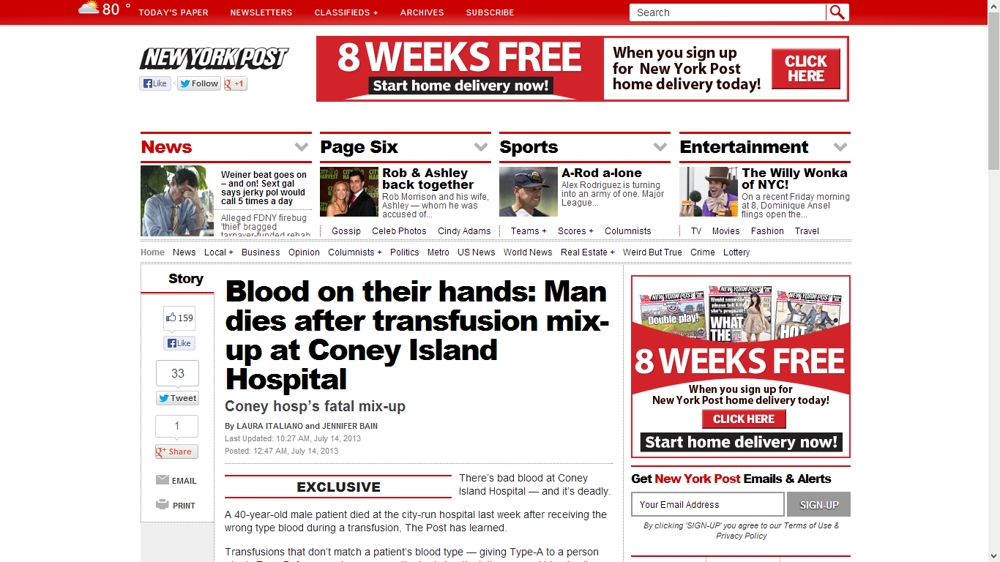 80 °
TODAY'S PAPER NEWSLETTERS CLASSIFIEDS + ARCHIVES SUBSCRIBE
Search
NEW YORK POST
Like Follow +1
8 WEEKS FREE
Start home delivery now!
When you sign up
for New York Post
home delivery today!
CLICK
HERE
News
Weiner beat goes on
– and on! Sext gal
says jerky pol would
call 5 times a day
Alleged FDNY firebug
'thief' bragged
taxpayer-funded rehab
Page Six
CITY HARVEST
Rob & Ashley
back together
Rob Morrison and his wife,
Ashley — whom he was
accused of...
Gossip Celeb Photos Cindy Adams
Sports
A-Rod a-lone
Alex Rodriguez is turning
into an army of one. Major
League...
Teams + Scores + Columnists
Entertainment
The Willy Wonka
of NYC!
On a recent Friday morning
at 8, Dominique Ansel
flings open the...
TV Movies Fashion Travel
Home News Local + Business Opinion Columnists + Politics Metro US News World News Real Estate + Weird But True Crime Lottery
Story
159
Like
33
Tweet
1
Share
EMAIL
PRINT
Blood on their hands: Man
dies after transfusion mix-
up at Coney Island
Hospital
Coney hosp's fatal mix-up
By LAURA ITALIANO and JENNIFER BAIN
Last Updated: 10:27 AM, July 14, 2013
Posted: 12:47 AM, July 14, 2013
EXCLUSIVE
There's bad blood at Coney
Island Hospital — and it's deadly.
A 40-year-old male patient died at the city-run hospital last week after receiving the
wrong type blood during a transfusion, The Post has learned.
Transfusions that don't match a patient's blood type — giving Type-A to a person
NEW YORK POST NEW YORK POST NEW YORK POST
Double play!
Would someone
please tell Kim
she's pregnant!
WHAT
THE
HOT
8 WEEKS FREE
When you sign up for
New York Post home delivery today!
CLICK HERE
Start home delivery now!
Get New York Post Emails & Alerts
Your Email Address
SIGN-UP
By clicking 'SIGN-UP' you agree to our Terms of Use &
Privacy Policy